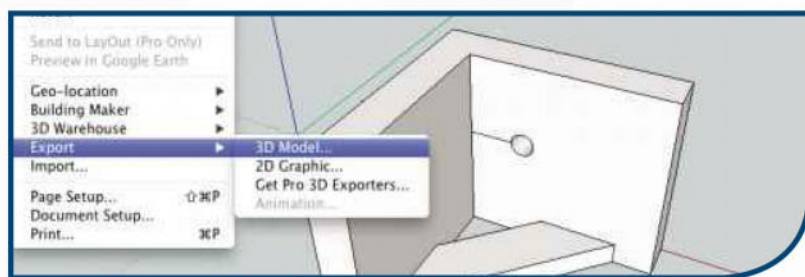 Send to LayOut (Pro Only)
Preview in Google Earth
Geo-location
Building Maker
3D Warehouse
Export
Import...
Page Setup... ⇧⌘P
Document Setup...
Print... ⌘P
3D Model...
2D Graphic...
Get Pro 3D Exporters...
Animation...